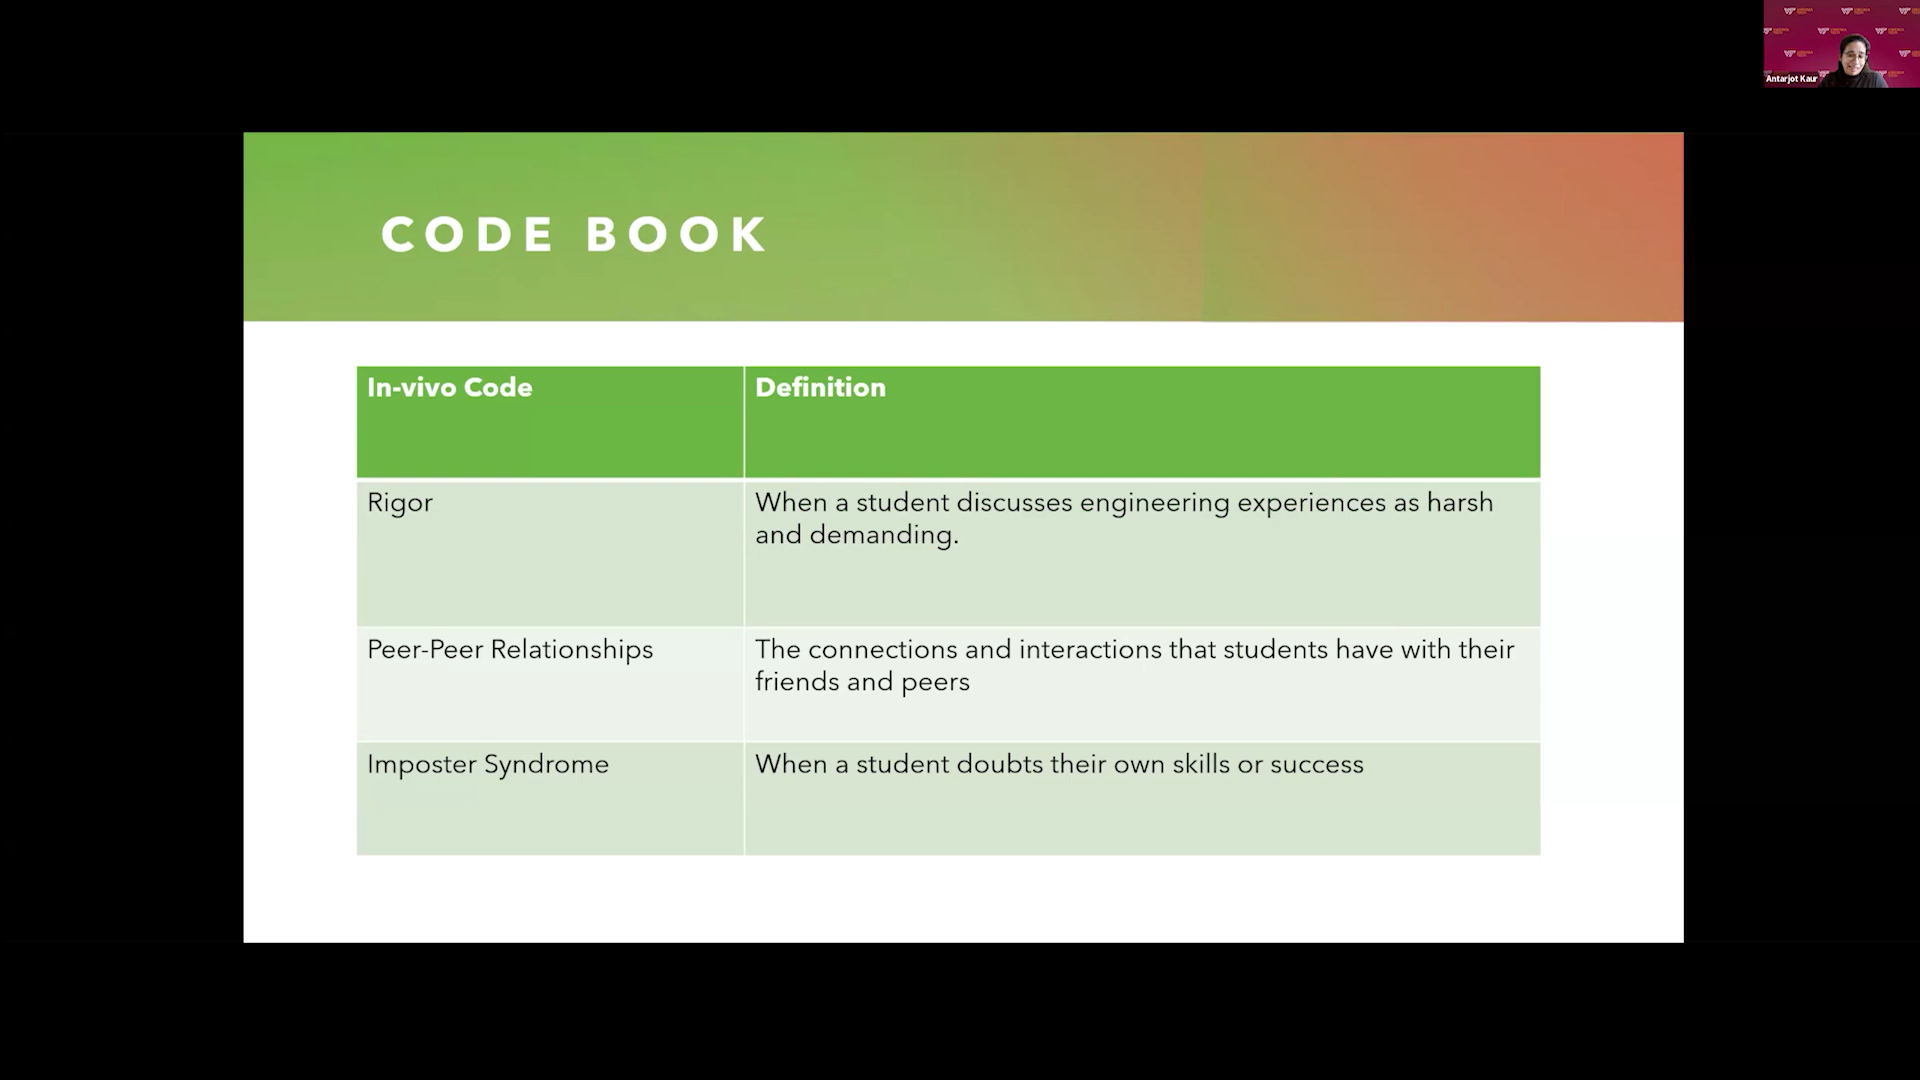 Antarjot Kaur
CODE BOOK
In-vivo Code
Definition
Rigor
When a student discusses engineering experiences as harsh
and demanding.
Peer-Peer Relationships
The connections and interactions that students have with their
friends and peers
Imposter Syndrome
When a student doubts their own skills or success